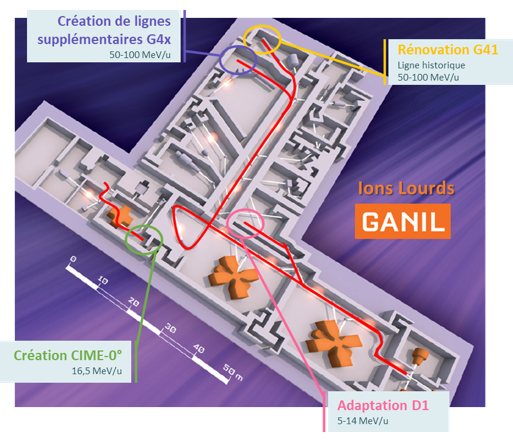 Création de lignes
supplémentaires G4x
50-100 MeV/u
Rénovation G41
Ligne historique
50-100 MeV/u
Ions Lourds
GANIL
0
10
20
30
40
50 m
Création CIME-0°
16,5 MeV/u
Adaptation D1
5-14 MeV/u